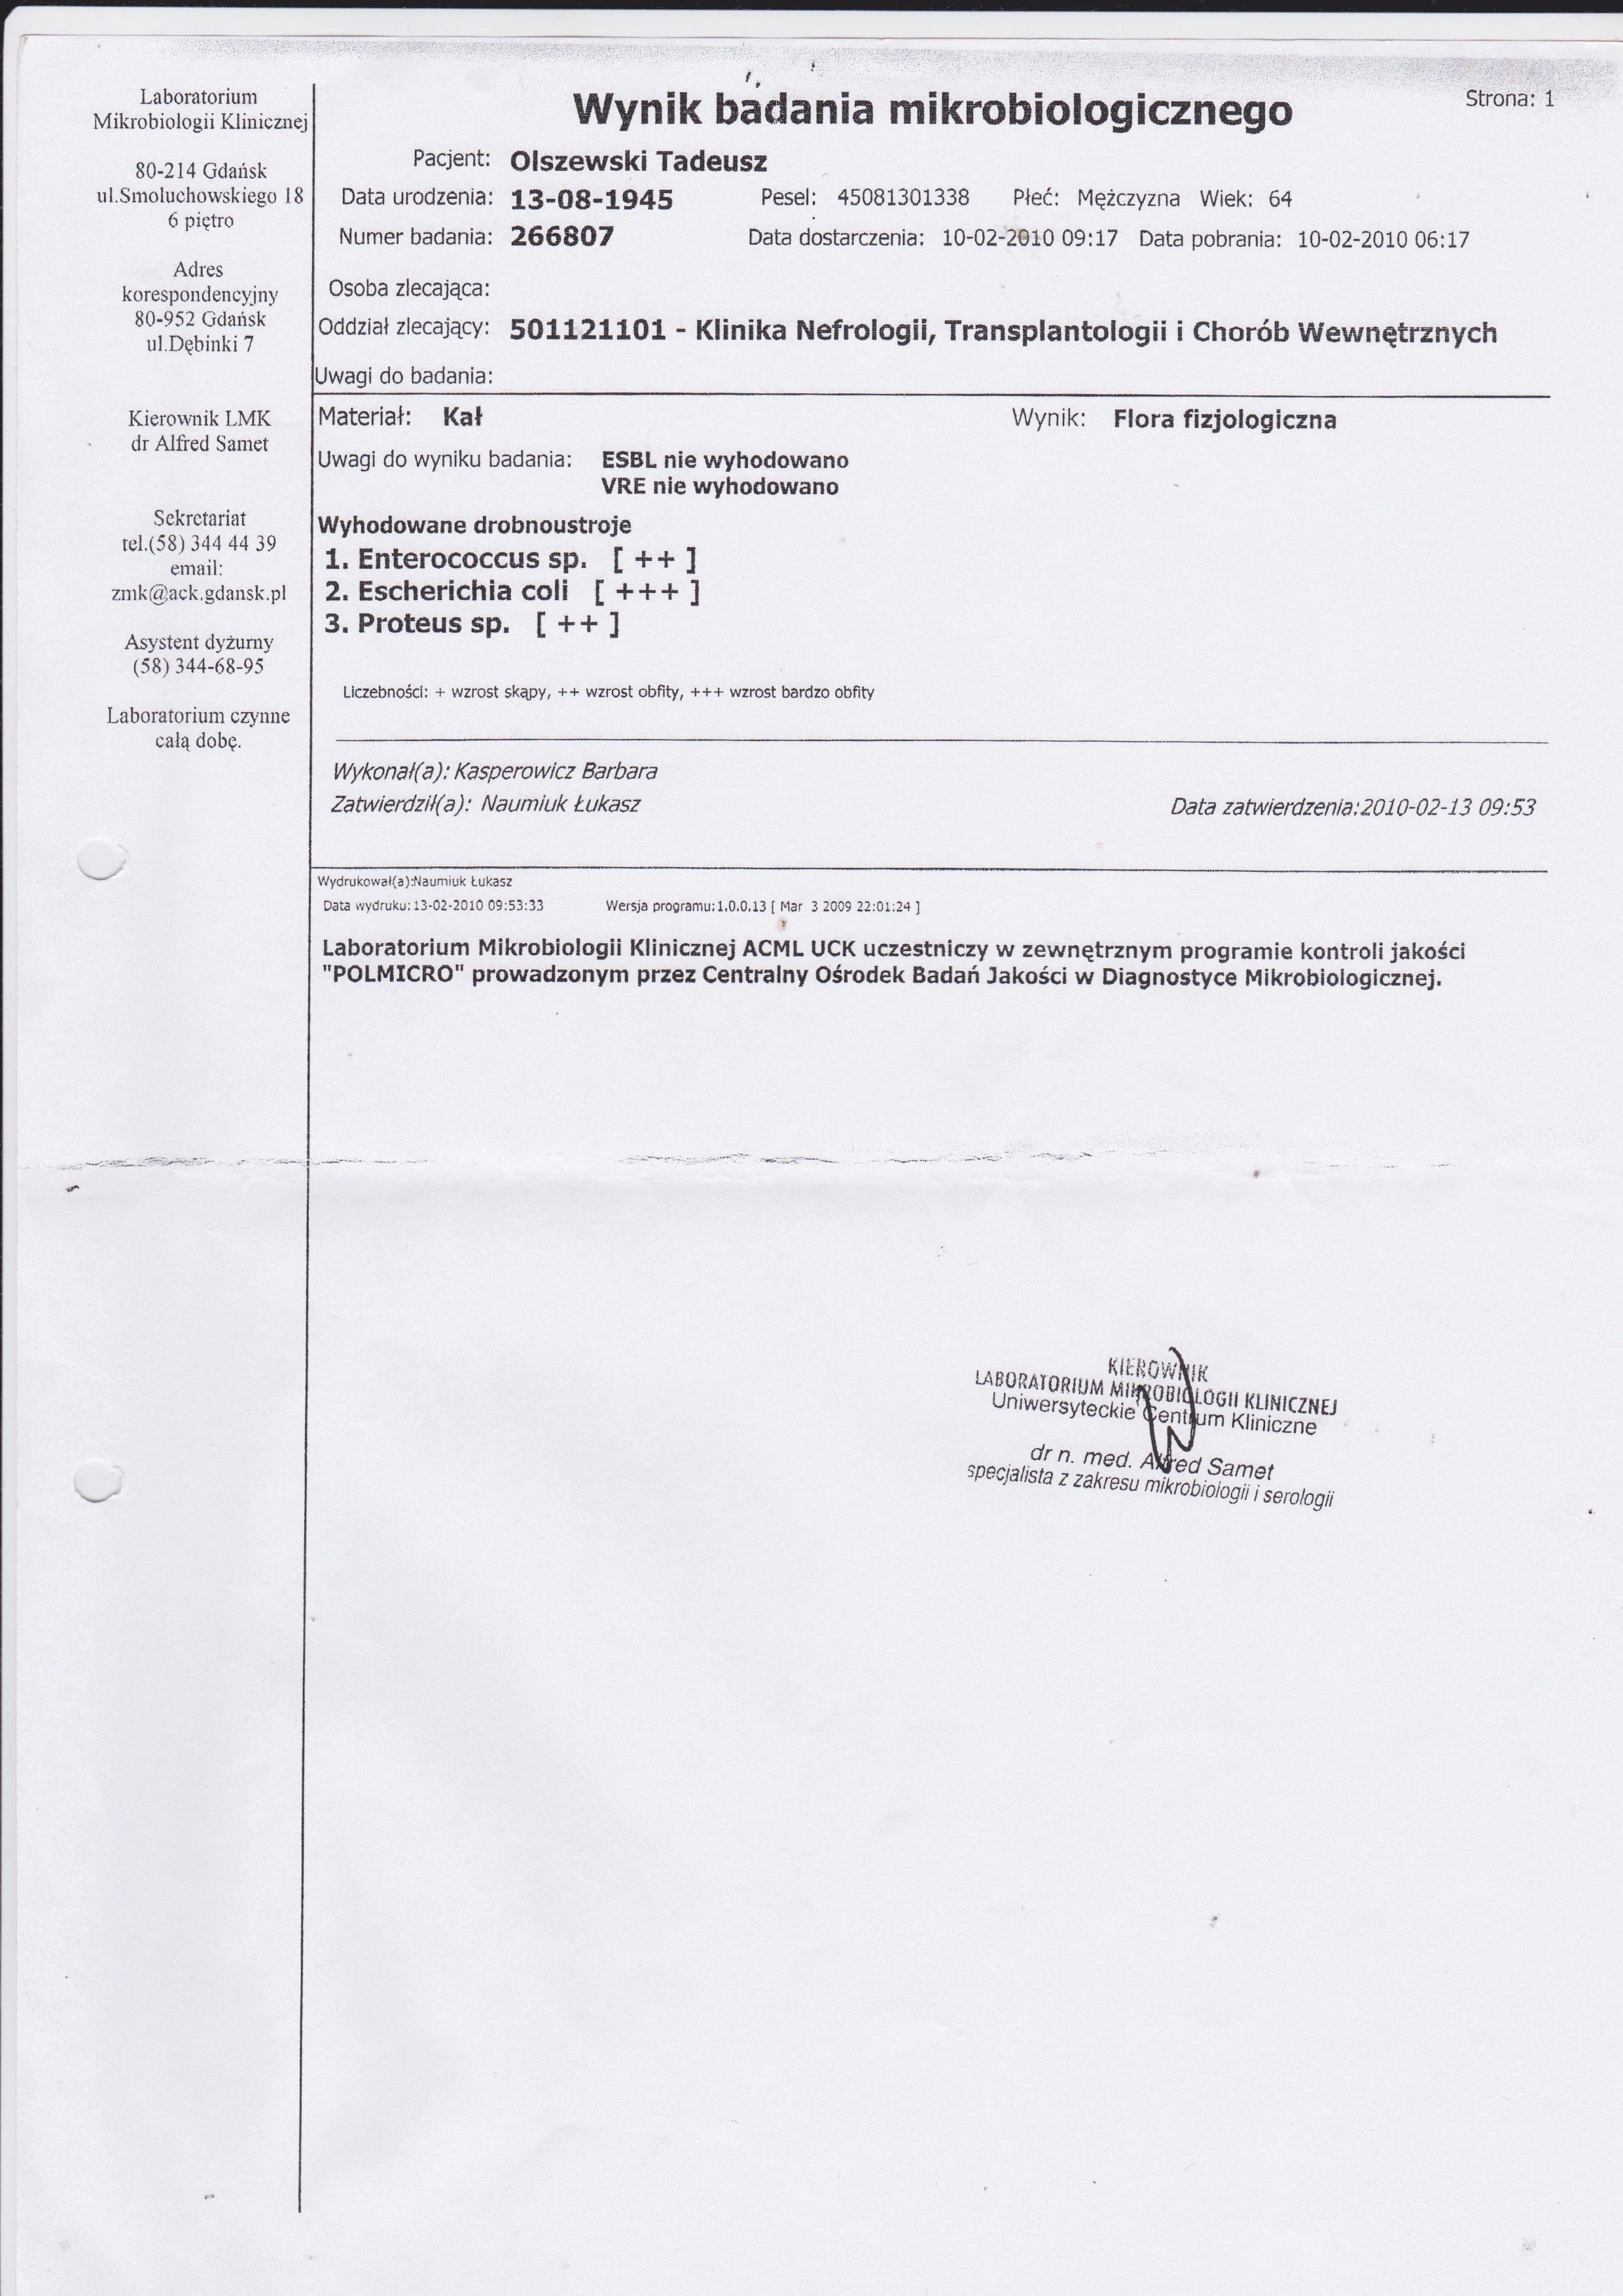 Laboratorium
Mikrobiologii Klinicznej
80-214 Gdańsk
ul.Smoluchowskiego 18
6 piętro
Adres
korespondencyjny
80-952 Gdańsk
ul.Dębinki 7
Kierownik LMK
dr Alfred Samet
Sekretariat
tel.(58) 344 44 39
email:
zmk@ack.gdansk.pl
Asystent dyżurny
(58) 344-68-95
Laboratorium czynne
całą dobę.
Wynik badania mikrobiologicznego
Strona: 1
Pacjent: Olszewski Tadeusz
Data urodzenia: 13-08-1945 Pesel: 45081301338 Płeć: Mężczyzna Wiek: 64
Numer badania: 266807 Data dostarczenia: 10-02-2010 09:17 Data pobrania: 10-02-2010 06:17
Osoba zlecająca:
Oddział zlecający: 501121101 - Klinika Nefrologii, Transplantologii i Chorób Wewnętrznych
Uwagi do badania:
Materiał: Kał Wynik: Flora fizjologiczna
Uwagi do wyniku badania: ESBL nie wyhodowano
VRE nie wyhodowano
Wyhodowane drobnoustroje
1. Enterococcus sp. [ ++ ]
2. Escherichia coli [ +++ ]
3. Proteus sp. [ ++ ]
Liczebności: + wzrost skąpy, ++ wzrost obfity, +++ wzrost bardzo obfity
Wykonał(a): Kasperowicz Barbara
Zatwierdził(a): Naumiuk Łukasz Data zatwierdzenia:2010-02-13 09:53
Wydrukował(a):Naumiuk Łukasz
Data wydruku: 13-02-2010 09:53:33 Wersja programu:1.0.0.13 [ Mar 3 2009 22:01:24 ]
Laboratorium Mikrobiologii Klinicznej ACML UCK uczestniczy w zewnętrznym programie kontroli jakości
"POLMICRO" prowadzonym przez Centralny Ośrodek Badań Jakości w Diagnostyce Mikrobiologicznej.
KIEROWNIK
LABORATORIUM MIKROBIOLOGII KLINICZNEJ
Uniwersyteckie Centrum Kliniczne
dr n. med. Alfred Samet
specjalista z zakresu mikrobiologii i serologii